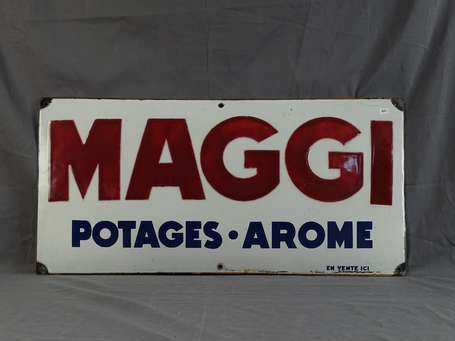 MAGGI
POTAGES • AROME
EN VENTE ICI